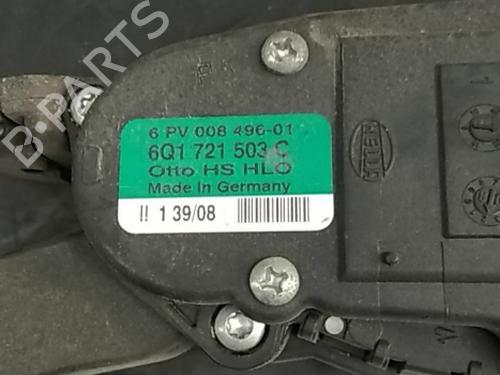 6 PV 008 496-01
6Q1 721 503 C
Otto HS HLO
Made In Germany
!! 1 39/08
HELLA
B-PARTS